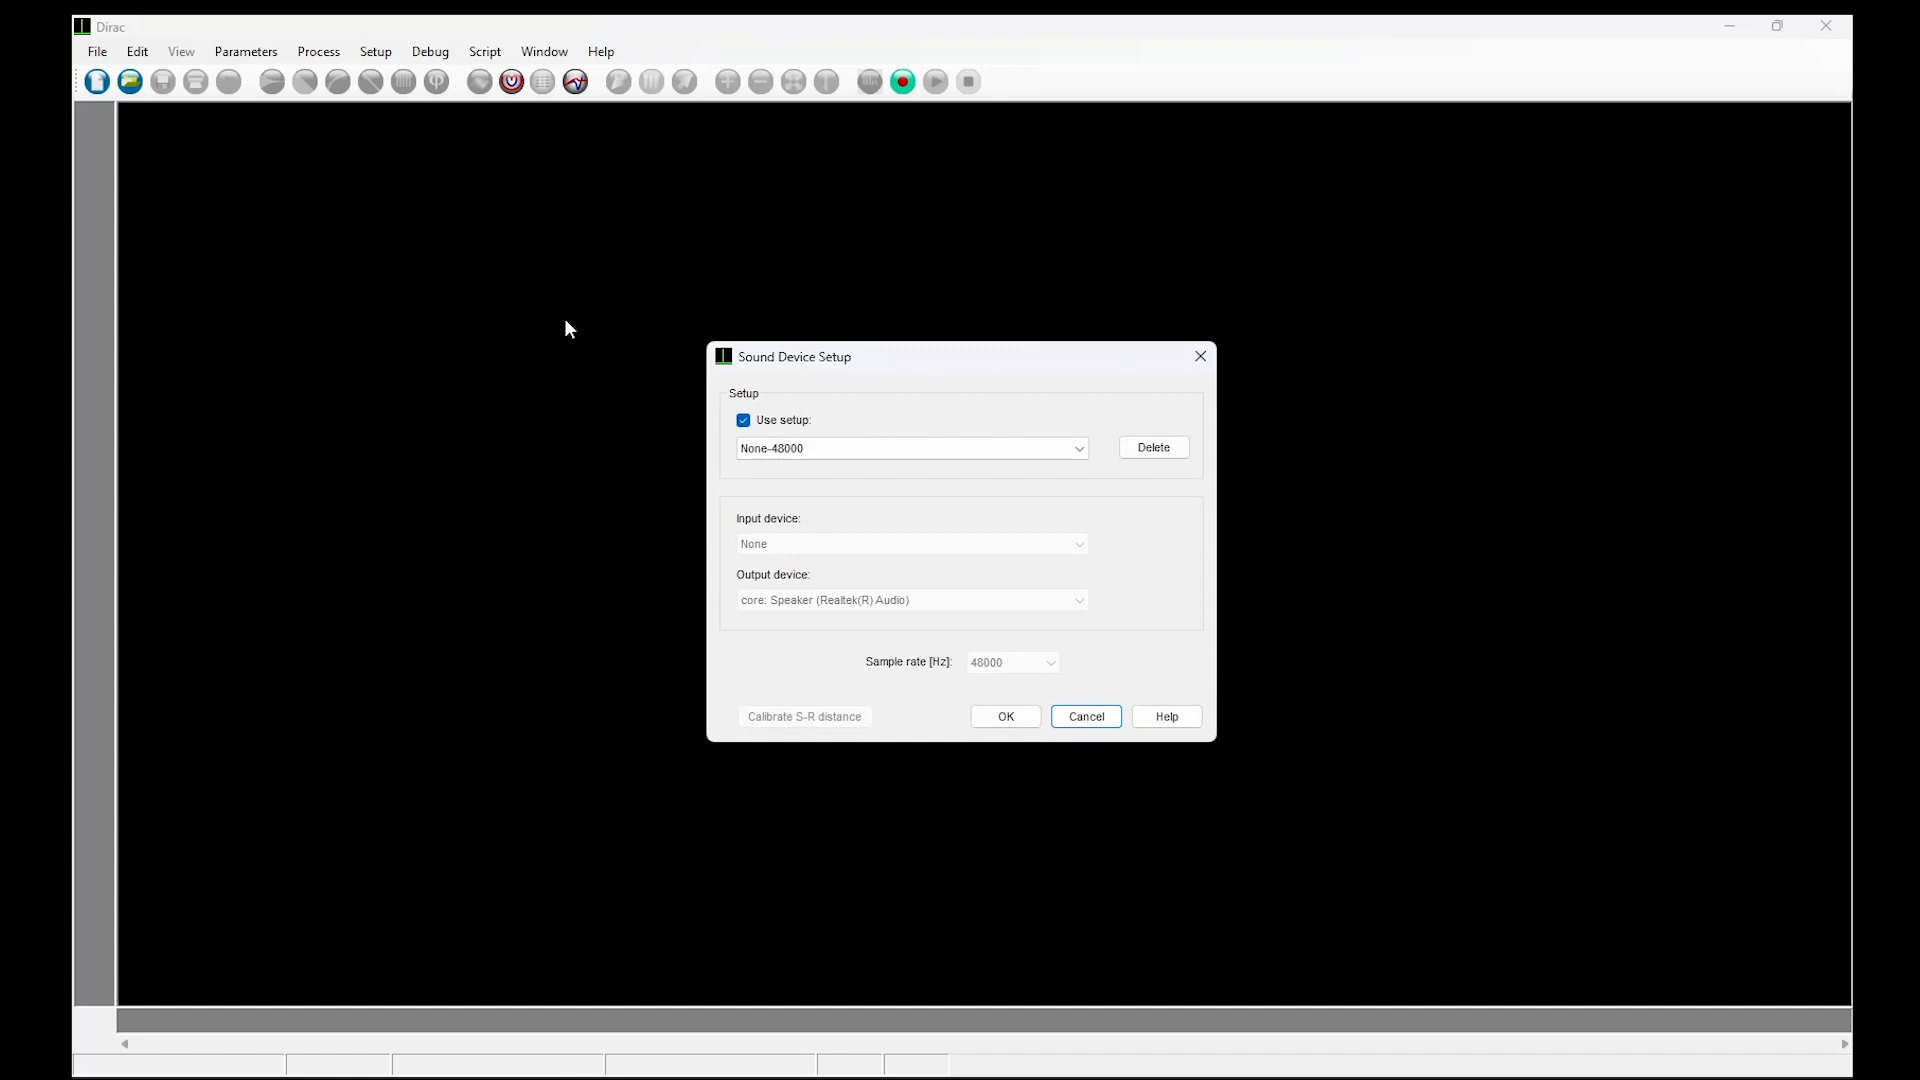 Dirac
File Edit View Parameters Process Setup Debug Script Window Help
Sound Device Setup
Setup
Use setup:
None-48000
Delete
Input device:
None
Output device:
core: Speaker (Realtek(R) Audio)
Sample rate [Hz]: 48000
Calibrate S-R distance OK Cancel Help